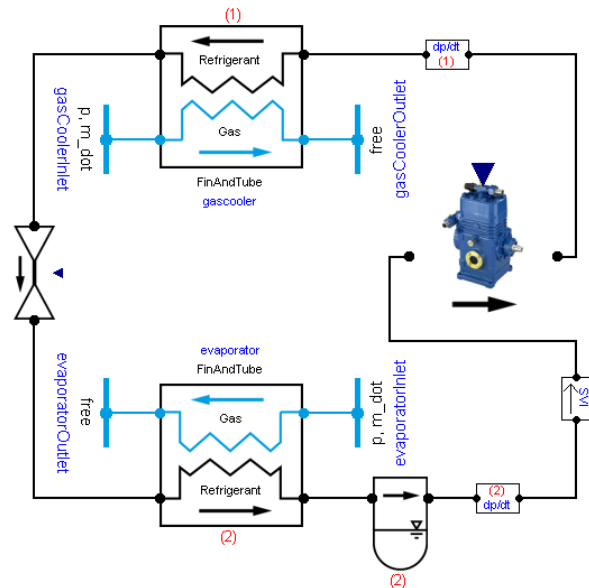 (1)
Refrigerant
dp/dt
(1)
gasCoolerInlet
p, m_dot
Gas
free
gasCoolerOutlet
FinAndTube
gascooler
evaporator
FinAndTube
evaporatorOutlet
free
Gas
p, m_dot
evaporatorInlet
SVI
Refrigerant
(2)
dp/dt
(2)
(2)